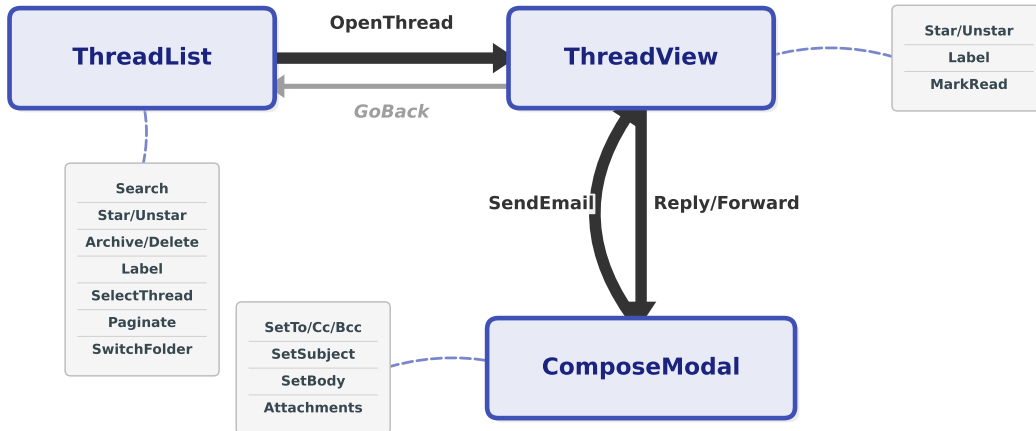 OpenThread
ThreadList
ThreadView
GoBack
Star/Unstar
Label
MarkRead
Search
Star/Unstar
Archive/Delete
Label
SelectThread
Paginate
SwitchFolder
SendEmail
Reply/Forward
SetTo/Cc/Bcc
SetSubject
SetBody
Attachments
ComposeModal